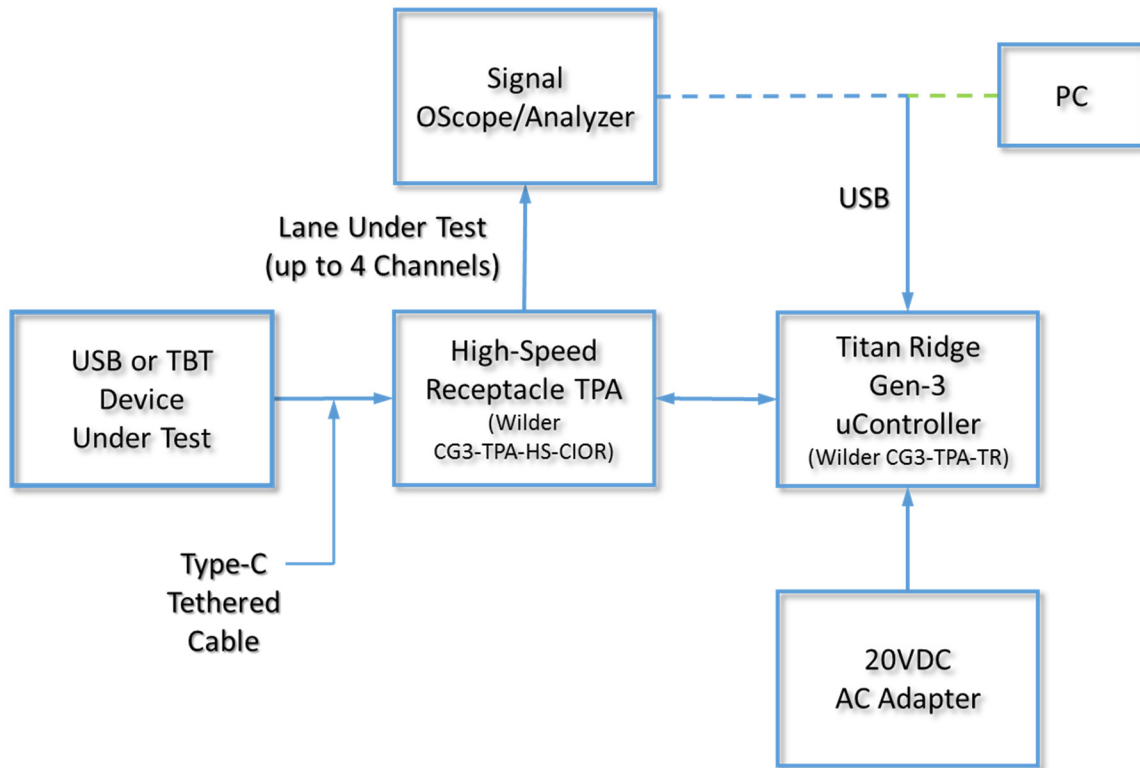 Signal
OScope/Analyzer
PC
USB
Lane Under Test
(up to 4 Channels)
USB or TBT
Device
Under Test
High-Speed
Receptacle TPA
(Wilder
CG3-TPA-HS-CIOR)
Titan Ridge
Gen-3
uController
(Wilder CG3-TPA-TR)
Type-C
Tethered
Cable
20VDC
AC Adapter